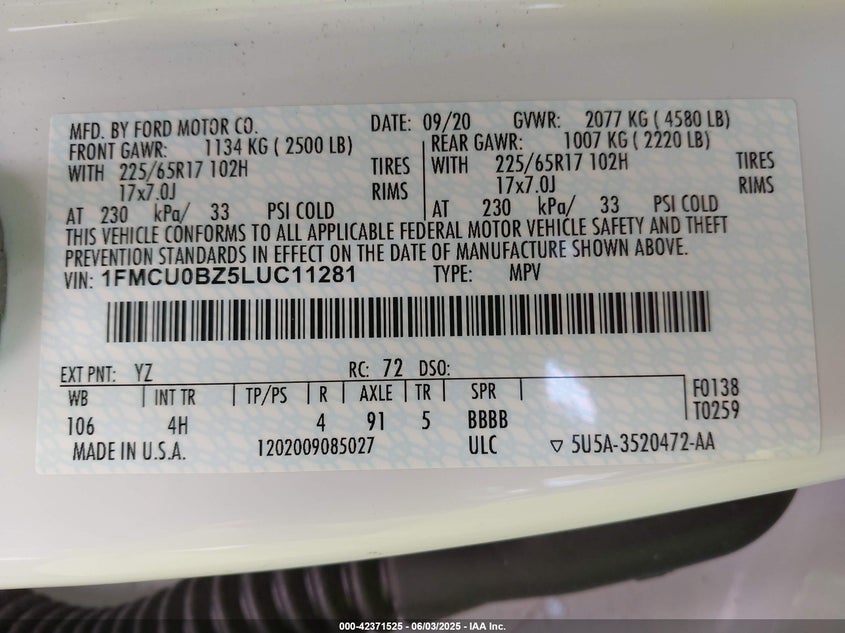 MFD. BY FORD MOTOR CO. DATE: 09/20 GVWR: 2077 KG ( 4580 LB)
FRONT GAWR: 1134 KG ( 2500 LB) REAR GAWR: 1007 KG ( 2220 LB)
WITH 225/65R17 102H TIRES WITH 225/65R17 102H TIRES
17x7.0J RIMS 17x7.0J RIMS
AT 230 kPa/ 33 PSI COLD AT 230 kPa/ 33 PSI COLD
THIS VEHICLE CONFORMS TO ALL APPLICABLE FEDERAL MOTOR VEHICLE SAFETY AND THEFT
PREVENTION STANDARDS IN EFFECT ON THE DATE OF MANUFACTURE SHOWN ABOVE.
VIN: 1FMCU0BZ5LUC11281 TYPE: MPV
EXT PNT: YZ RC: 72 DSO:
WB INT TR TP/PS R AXLE TR SPR F0138
106 4H 4 91 5 BBBB T0259
MADE IN U.S.A. 1202009085027 ULC ▽ 5U5A-3520472-AA
000-42371525 - 06/03/2025 - IAA Inc.